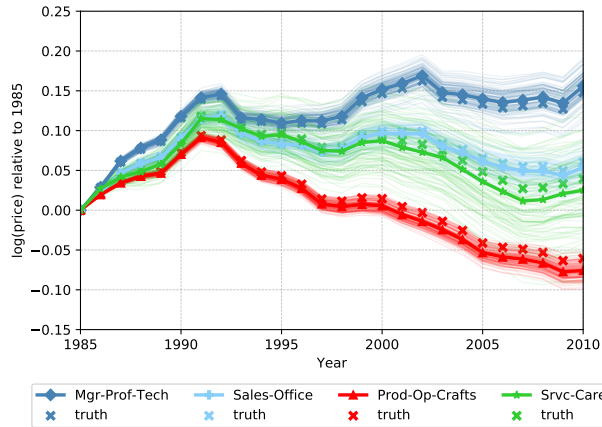 0.25
0.20
0.15
0.10
0.05
0.00
−0.05
−0.10
−0.15
log(price) relative to 1985
1985 1990 1995 2000 2005 2010
Year
Mgr-Prof-Tech Sales-Office Prod-Op-Crafts Srvc-Care
truth truth truth truth